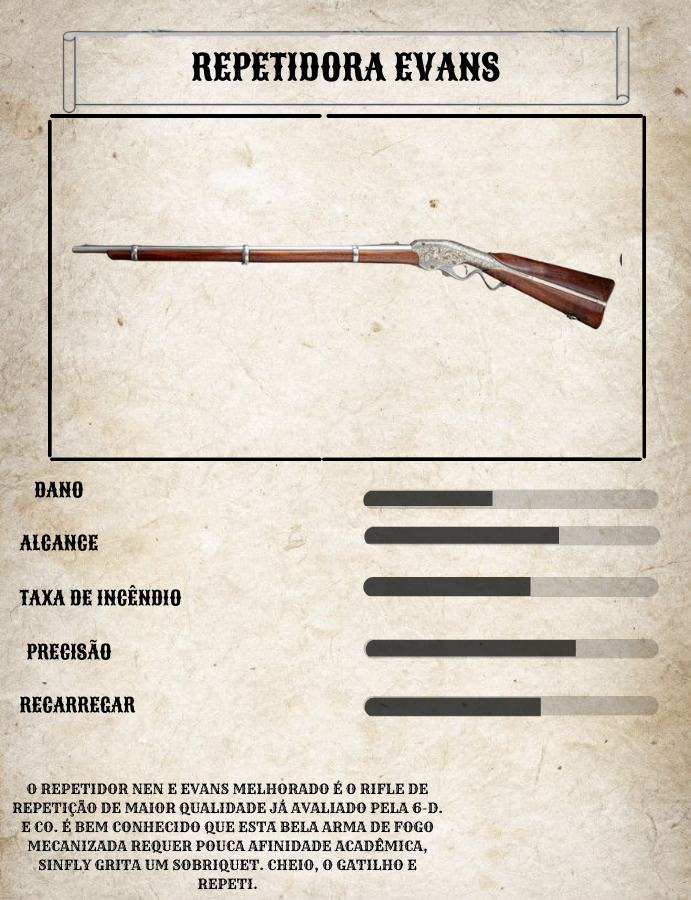 REPETIDORA EVANS
DANO
ALCANCE
TAXA DE INCÊNDIO
PRECISÃO
RECARREGAR
O REPETIDOR NEN E EVANS MELHORADO É O RIFLE DE
REPETIÇÃO DE MAIOR QUALIDADE JÁ AVALIADO PELA 6-D.
E CO. É BEM CONHECIDO QUE ESTA BELA ARMA DE FOGO
MECANIZADA REQUER POUCA AFINIDADE ACADÊMICA,
SINFLY GRITA UM SOBRIQUET. CHEIO, O GATILHO E
REPETI.